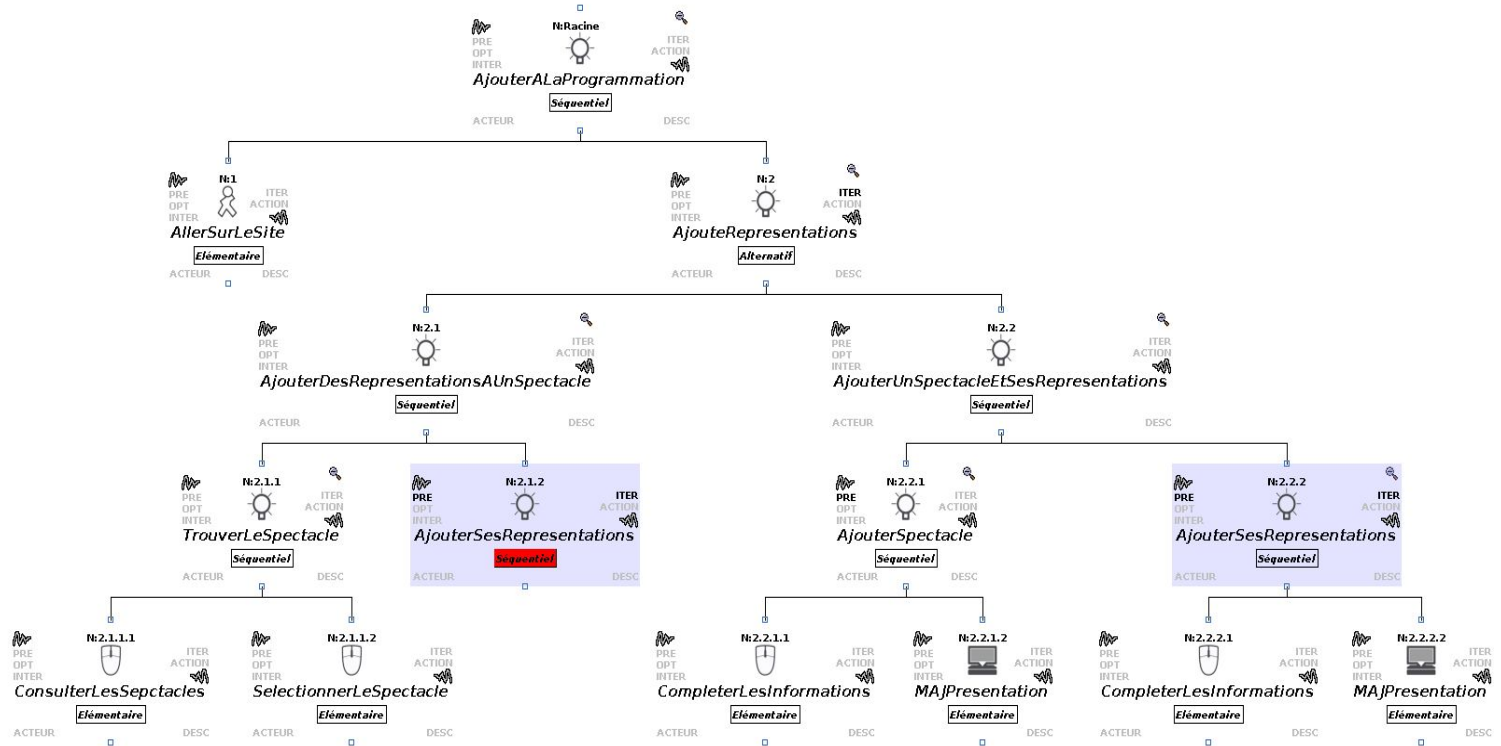 N:Racine
PRE
OPT
INTER
ITER
ACTION
AjouterALaProgrammation
Séquentiel
ACTEUR DESC
N:1
PRE
OPT
INTER
ITER
ACTION
AllerSurLeSite
Elémentaire
ACTEUR DESC
N:2
PRE
OPT
INTER
ITER
ACTION
AjouteRepresentations
Alternatif
ACTEUR DESC
N:2.1
PRE
OPT
INTER
ITER
ACTION
AjouterDesRepresentationsAUnSpectacle
Séquentiel
ACTEUR DESC
N:2.2
PRE
OPT
INTER
ITER
ACTION
AjouterUnSpectacleEtSesRepresentations
Séquentiel
ACTEUR DESC
N:2.1.1
PRE
OPT
INTER
ITER
ACTION
TrouverLeSpectacle
Séquentiel
ACTEUR DESC
N:2.1.2
PRE
OPT
INTER
ITER
ACTION
AjouterSesRepresentations
Séquentiel
ACTEUR DESC
N:2.2.1
PRE
OPT
INTER
ITER
ACTION
AjouterSpectacle
Séquentiel
ACTEUR DESC
N:2.2.2
PRE
OPT
INTER
ITER
ACTION
AjouterSesRepresentations
Séquentiel
ACTEUR DESC
N:2.1.1.1
PRE
OPT
INTER
ITER
ACTION
ConsulterLesSepctacles
Elémentaire
ACTEUR DESC
N:2.1.1.2
PRE
OPT
INTER
ITER
ACTION
SelectionnerLeSpectacle
Elémentaire
ACTEUR DESC
N:2.2.1.1
PRE
OPT
INTER
ITER
ACTION
CompleterLesInformations
Elémentaire
ACTEUR DESC
N:2.2.1.2
PRE
OPT
INTER
ITER
ACTION
MAJPresentation
Elémentaire
ACTEUR DESC
N:2.2.2.1
PRE
OPT
INTER
ITER
ACTION
CompleterLesInformations
Elémentaire
ACTEUR DESC
N:2.2.2.2
PRE
OPT
INTER
ITER
ACTION
MAJPresentation
Elémentaire
ACTEUR DESC